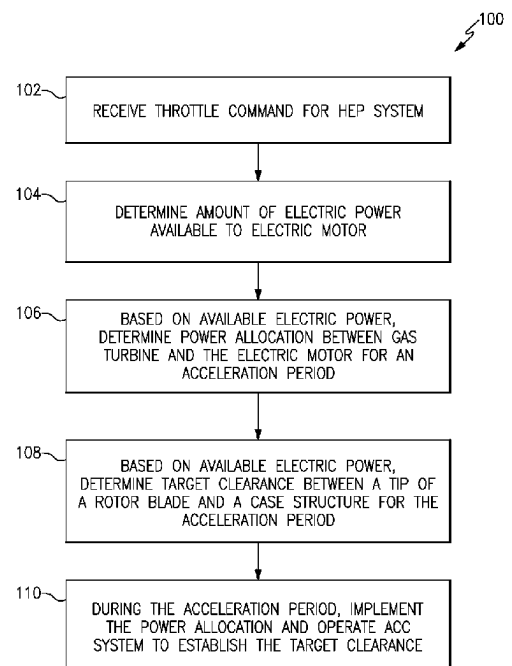 100
102
RECEIVE THROTTLE COMMAND FOR HEP SYSTEM
104
DETERMINE AMOUNT OF ELECTRIC POWER
AVAILABLE TO ELECTRIC MOTOR
106
BASED ON AVAILABLE ELECTRIC POWER,
DETERMINE POWER ALLOCATION BETWEEN GAS
TURBINE AND THE ELECTRIC MOTOR FOR AN
ACCELERATION PERIOD
108
BASED ON AVAILABLE ELECTRIC POWER,
DETERMINE TARGET CLEARANCE BETWEEN A TIP OF
A ROTOR BLADE AND A CASE STRUCTURE FOR THE
ACCELERATION PERIOD
110
DURING THE ACCELERATION PERIOD, IMPLEMENT
THE POWER ALLOCATION AND OPERATE ACC
SYSTEM TO ESTABLISH THE TARGET CLEARANCE